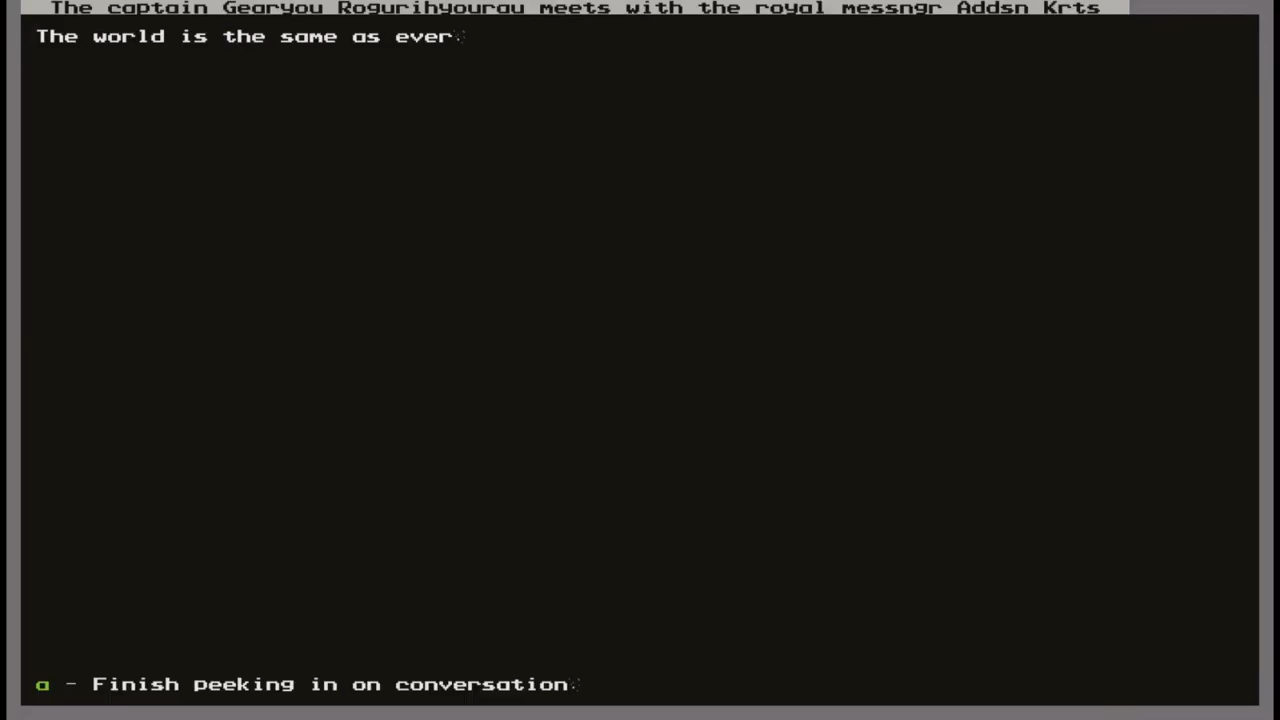 The captain Gearyou Rogurihyourau meets with the royal messngr Addsn Krts
The world is the same as ever.
a - Finish peeking in on conversation.